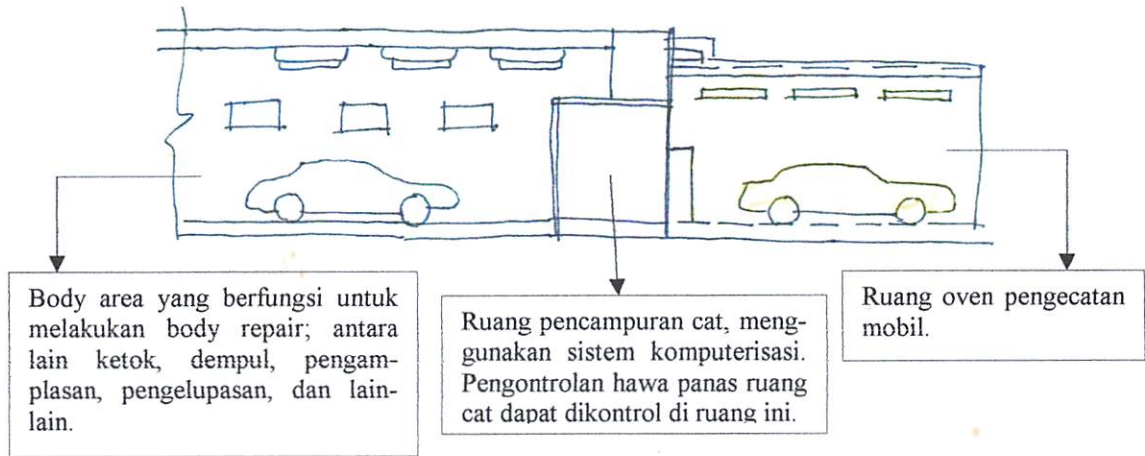 Body area yang berfungsi untuk
melakukan body repair; antara
lain ketok, dempul, pengam-
plasan, pengelupasan, dan lain-
lain.
Ruang pencampuran cat, meng-
gunakan sistem komputerisasi.
Pengontrolan hawa panas ruang
cat dapat dikontrol di ruang ini.
Ruang oven pengecatan
mobil.